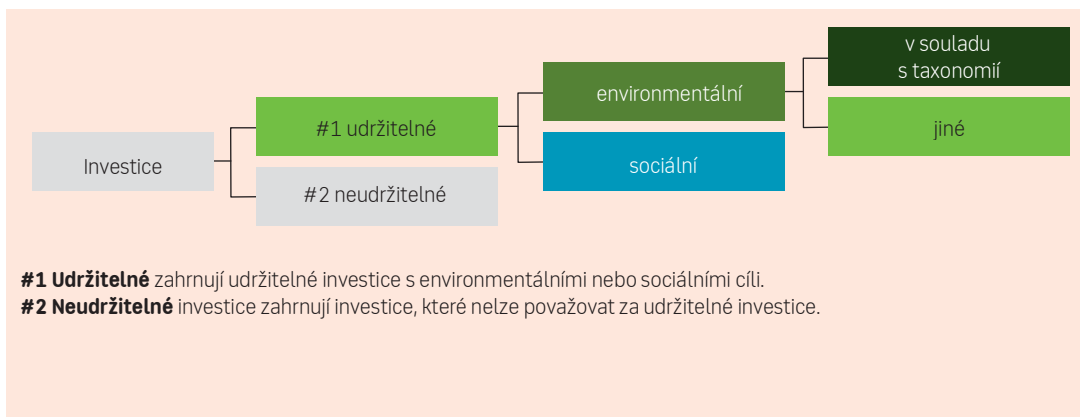 v souladu
s taxonomií
environmentální
#1 udržitelné
jiné
Investice
sociální
#2 neudržitelné
#1 Udržitelné zahrnují udržitelné investice s environmentálními nebo sociálními cíli.
#2 Neudržitelné investice zahrnují investice, které nelze považovat za udržitelné investice.